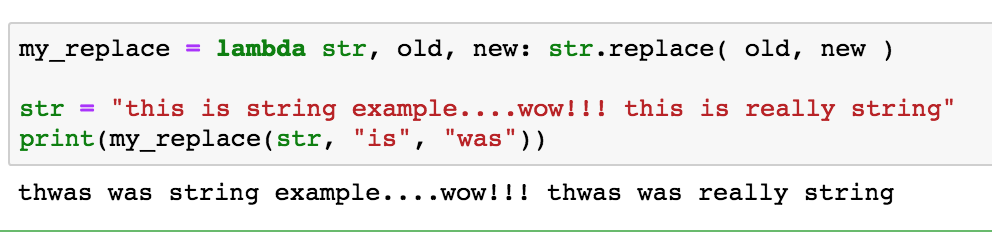 my_replace = lambda str, old, new: str.replace( old, new )
str = "this is string example....wow!!! this is really string"
print(my_replace(str, "is", "was"))
thwas was string example....wow!!! thwas was really string